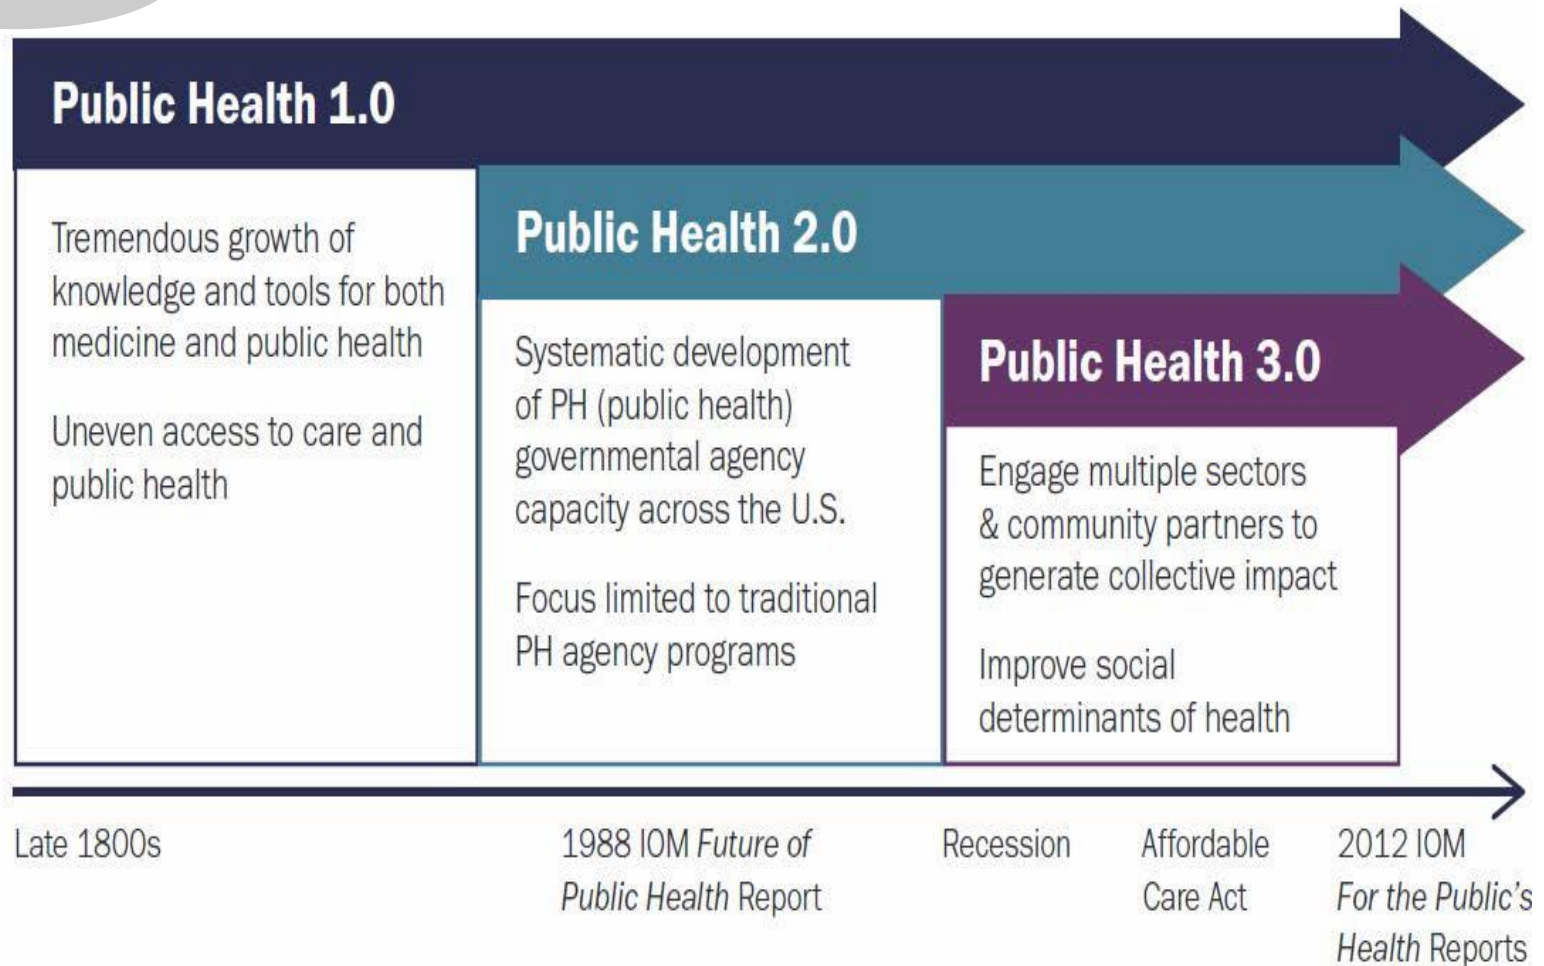 Public Health 1.0
Tremendous growth of
knowledge and tools for both
medicine and public health
Uneven access to care and
public health
Public Health 2.0
Systematic development
of PH (public health)
governmental agency
capacity across the U.S.
Focus limited to traditional
PH agency programs
Public Health 3.0
Engage multiple sectors
& community partners to
generate collective impact
Improve social
determinants of health
Late 1800s
1988 IOM Future of
Public Health Report
Recession
Affordable
Care Act
2012 IOM
For the Public's
Health Reports